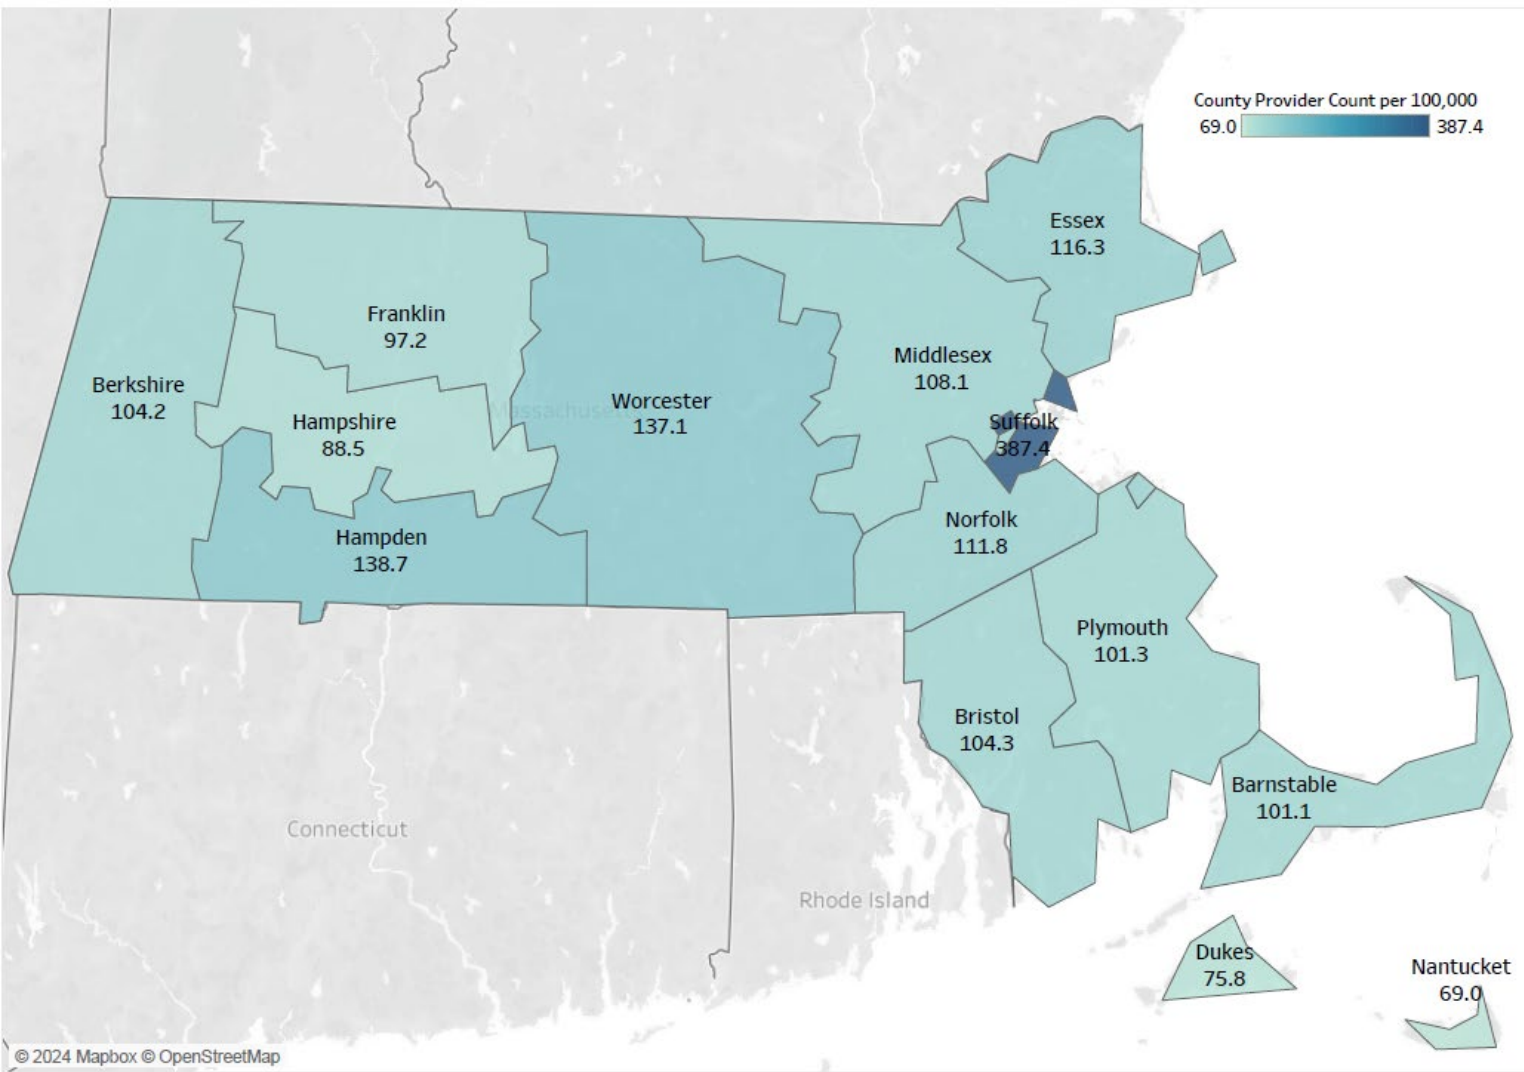 County Provider Count per 100,000
69.0
387.4
Essex
116.3
Franklin
97.2
Middlesex
108.1
Berkshire
104.2
Worcester
137.1
Massachusetts
Hampshire
88.5
Suffolk
387.4
Norfolk
111.8
Hampden
138.7
Plymouth
101.3
Bristol
104.3
Barnstable
101.1
Connecticut
Rhode Island
Dukes
75.8
Nantucket
69.0
© 2024 Mapbox © OpenStreetMap